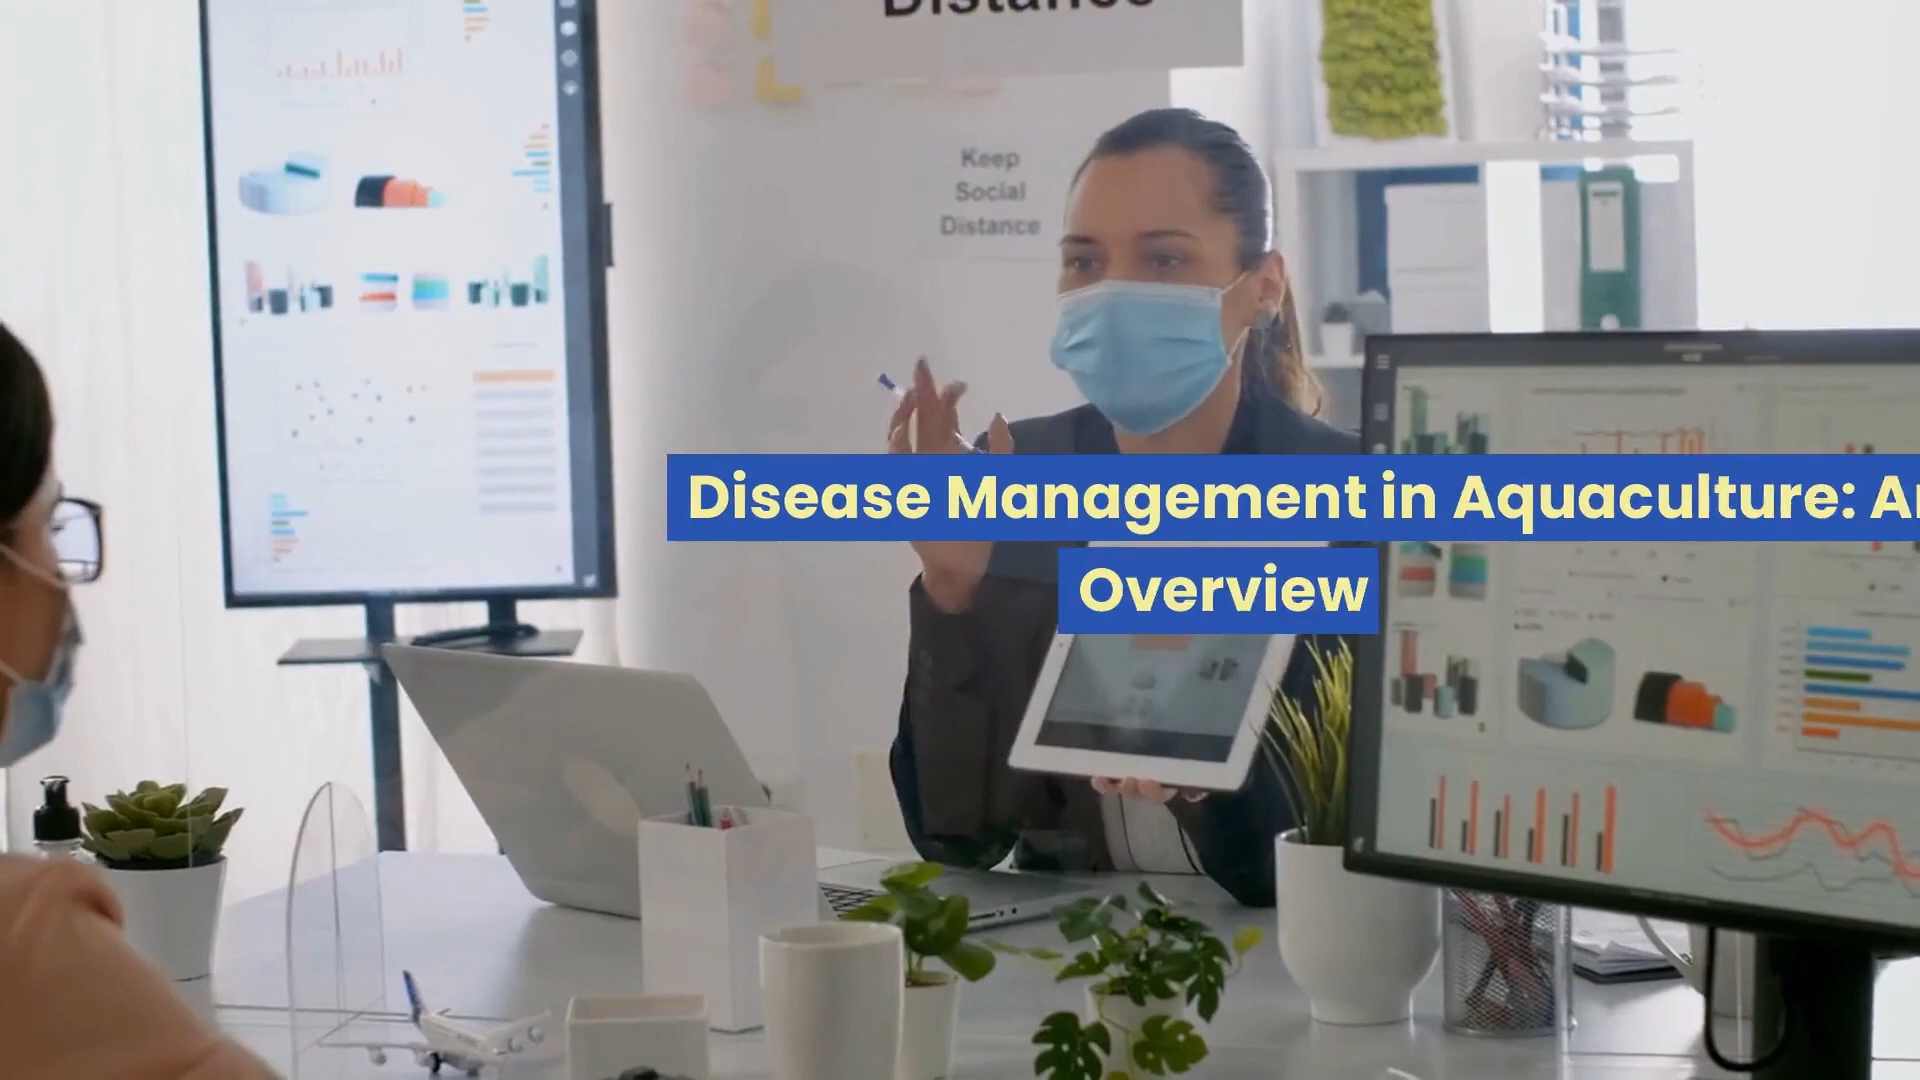 Distance
Keep
Social
Distance
Disease Management in Aquaculture: An
Overview